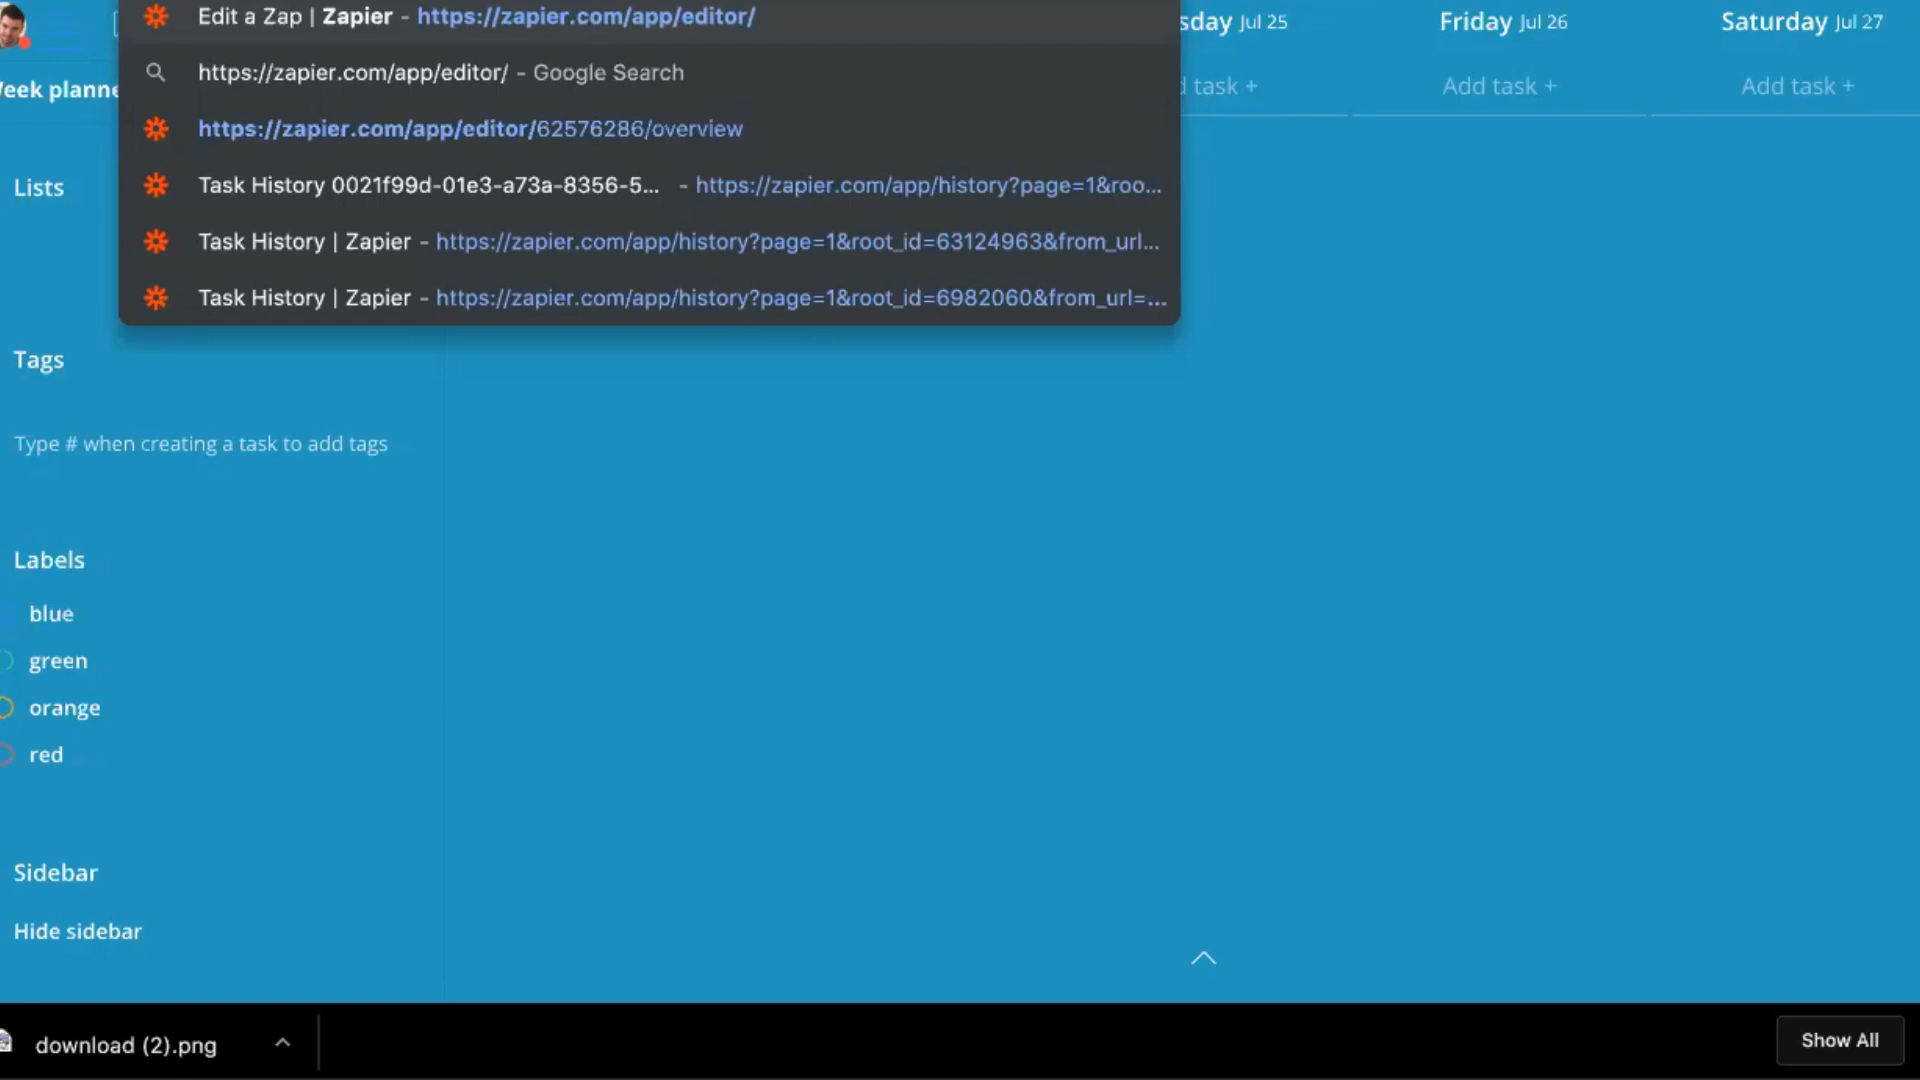 Edit a Zap | Zapier - https://zapier.com/app/editor/
sday Jul 25
Friday Jul 26
Saturday Jul 27
https://zapier.com/app/editor/ - Google Search
task +
Add task +
Add task +
eek planne
https://zapier.com/app/editor/62576286/overview
Lists
Task History 0021f99d-01e3-a73a-8356-5... - https://zapier.com/app/history?page=1&roo...
Task History | Zapier - https://zapier.com/app/history?page=1&root_id=63124963&from_url...
Task History | Zapier - https://zapier.com/app/history?page=1&root_id=6982060&from_url=...
Tags
Type # when creating a task to add tags
Labels
blue
green
orange
red
Sidebar
Hide sidebar
download (2).png
Show All